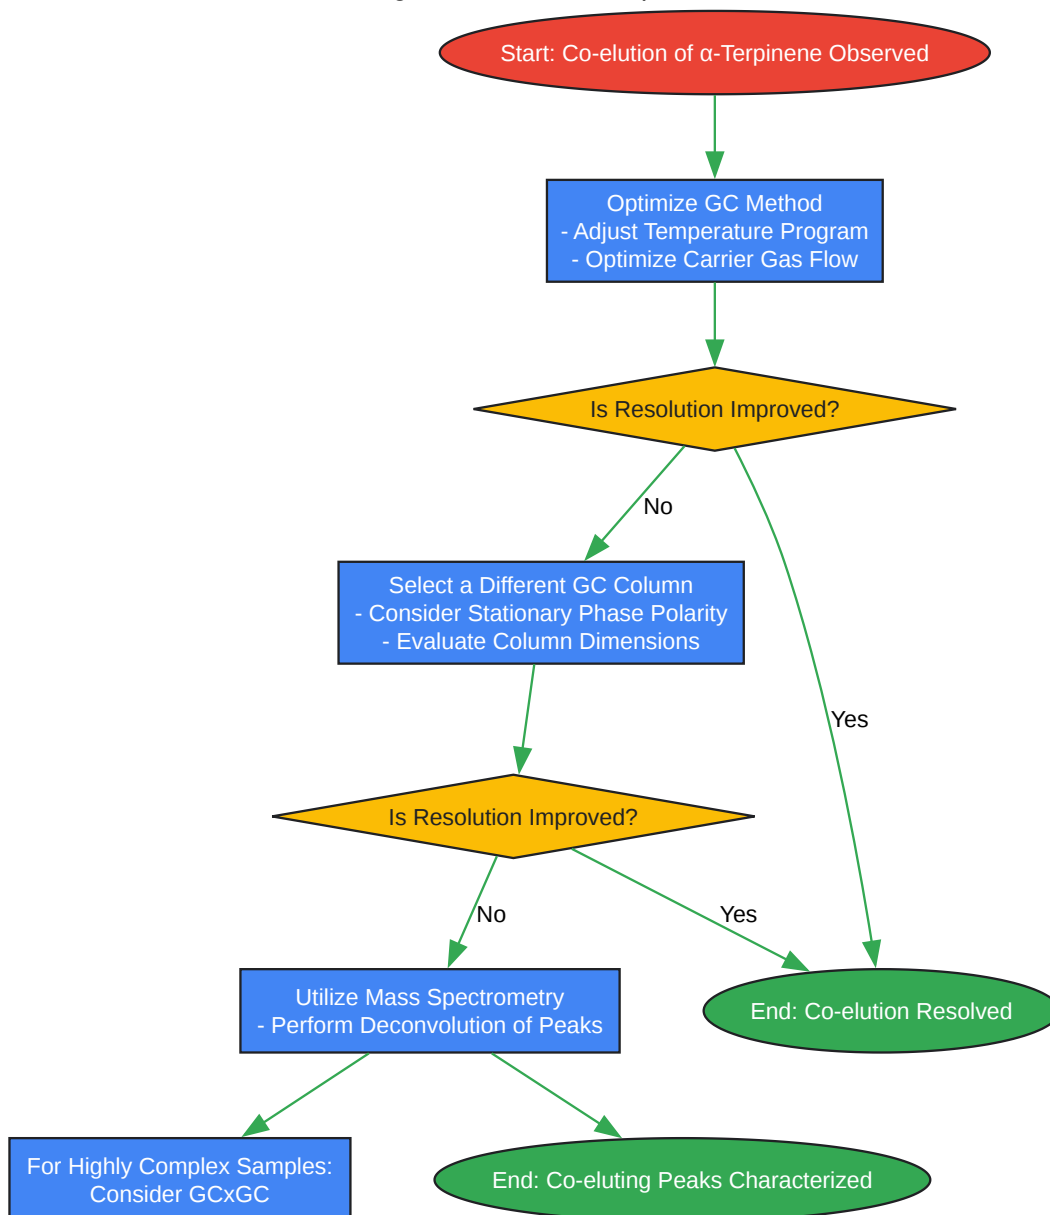 Start: Co-elution of α-Terpinene Observed
Optimize GC Method
- Adjust Temperature Program
- Optimize Carrier Gas Flow
Is Resolution Improved?
No
Select a Different GC Column
- Consider Stationary Phase Polarity
- Evaluate Column Dimensions
Yes
Is Resolution Improved?
No
Yes
Utilize Mass Spectrometry
- Perform Deconvolution of Peaks
End: Co-elution Resolved
For Highly Complex Samples:
Consider GCxGC
End: Co-eluting Peaks Characterized